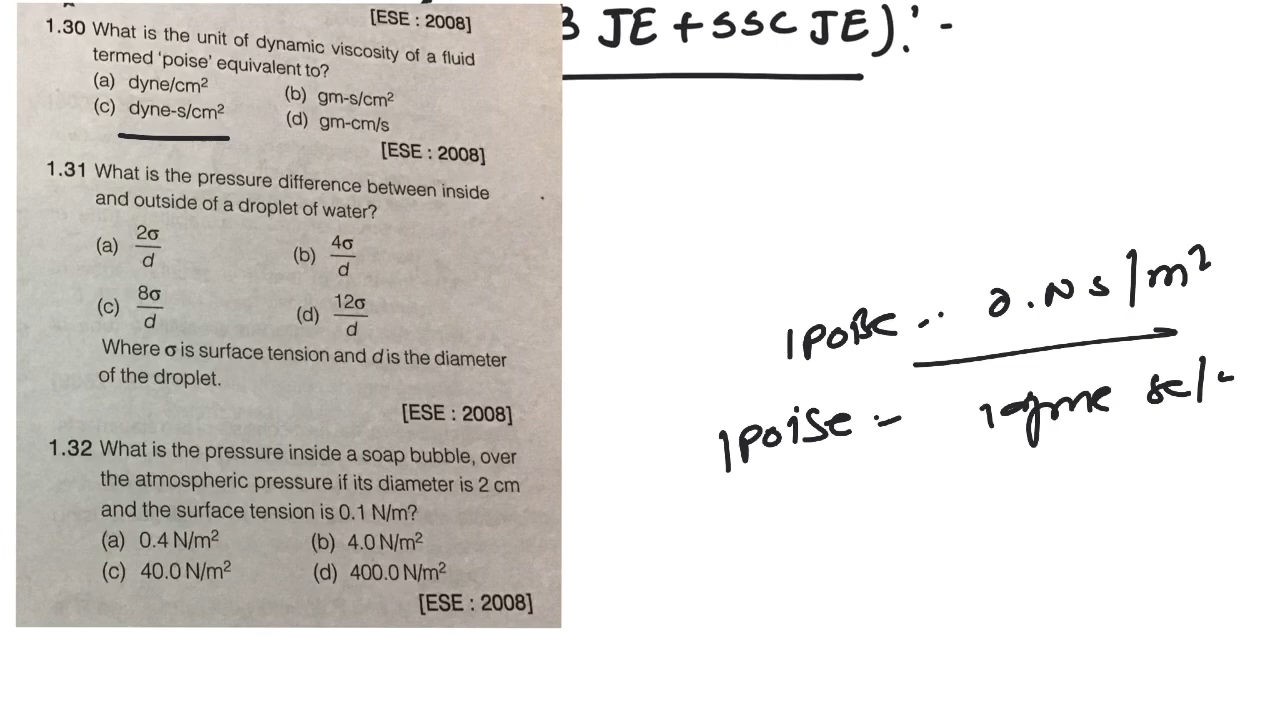 [ESE : 2008]
1.30 What is the unit of dynamic viscosity of a fluid
termed 'poise' equivalent to?
(a) dyne/cm²
(b) gm-s/cm²
(c) dyne-s/cm²
(d) gm-cm/s
[ESE : 2008]
1.31 What is the pressure difference between inside
and outside of a droplet of water?
(a) 2σ/d
(b) 4σ/d
(c) 8σ/d
(d) 12σ/d
Where σ is surface tension and d is the diameter
of the droplet.
[ESE : 2008]
1.32 What is the pressure inside a soap bubble, over
the atmospheric pressure if its diameter is 2 cm
and the surface tension is 0.1 N/m?
(a) 0.4 N/m²
(b) 4.0 N/m²
(c) 40.0 N/m²
(d) 400.0 N/m²
[ESE : 2008]
JE + SSC JE) :-
N s/m²
1 poise =